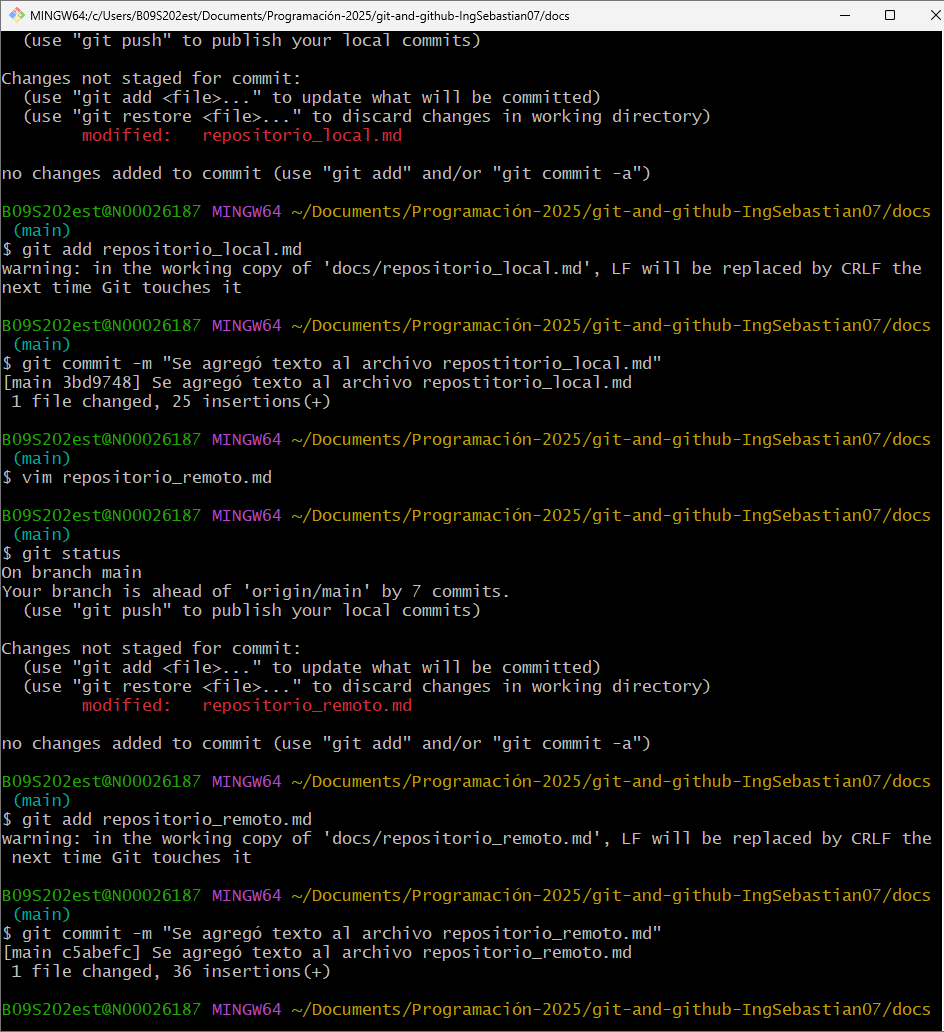 MINGW64:/c/Users/B09S202est/Documents/Programación-2025/git-and-github-IngSebastian07/docs
  (use "git push" to publish your local commits)

Changes not staged for commit:
  (use "git add <file>..." to update what will be committed)
  (use "git restore <file>..." to discard changes in working directory)
        modified:   repositorio_local.md

no changes added to commit (use "git add" and/or "git commit -a")

B09S202est@N00026187 MINGW64 ~/Documents/Programación-2025/git-and-github-IngSebastian07/docs
 (main)
$ git add repositorio_local.md
warning: in the working copy of 'docs/repositorio_local.md', LF will be replaced by CRLF the
next time Git touches it

B09S202est@N00026187 MINGW64 ~/Documents/Programación-2025/git-and-github-IngSebastian07/docs
 (main)
$ git commit -m "Se agregó texto al archivo repostitorio_local.md"
[main 3bd9748] Se agregó texto al archivo repostitorio_local.md
 1 file changed, 25 insertions(+)

B09S202est@N00026187 MINGW64 ~/Documents/Programación-2025/git-and-github-IngSebastian07/docs
 (main)
$ vim repositorio_remoto.md

B09S202est@N00026187 MINGW64 ~/Documents/Programación-2025/git-and-github-IngSebastian07/docs
 (main)
$ git status
On branch main
Your branch is ahead of 'origin/main' by 7 commits.
  (use "git push" to publish your local commits)

Changes not staged for commit:
  (use "git add <file>..." to update what will be committed)
  (use "git restore <file>..." to discard changes in working directory)
        modified:   repositorio_remoto.md

no changes added to commit (use "git add" and/or "git commit -a")

B09S202est@N00026187 MINGW64 ~/Documents/Programación-2025/git-and-github-IngSebastian07/docs
 (main)
$ git add repositorio_remoto.md
warning: in the working copy of 'docs/repositorio_remoto.md', LF will be replaced by CRLF the
 next time Git touches it

B09S202est@N00026187 MINGW64 ~/Documents/Programación-2025/git-and-github-IngSebastian07/docs
 (main)
$ git commit -m "Se agregó texto al archivo repositorio_remoto.md"
[main c5abefc] Se agregó texto al archivo repositorio_remoto.md
 1 file changed, 36 insertions(+)

B09S202est@N00026187 MINGW64 ~/Documents/Programación-2025/git-and-github-IngSebastian07/docs